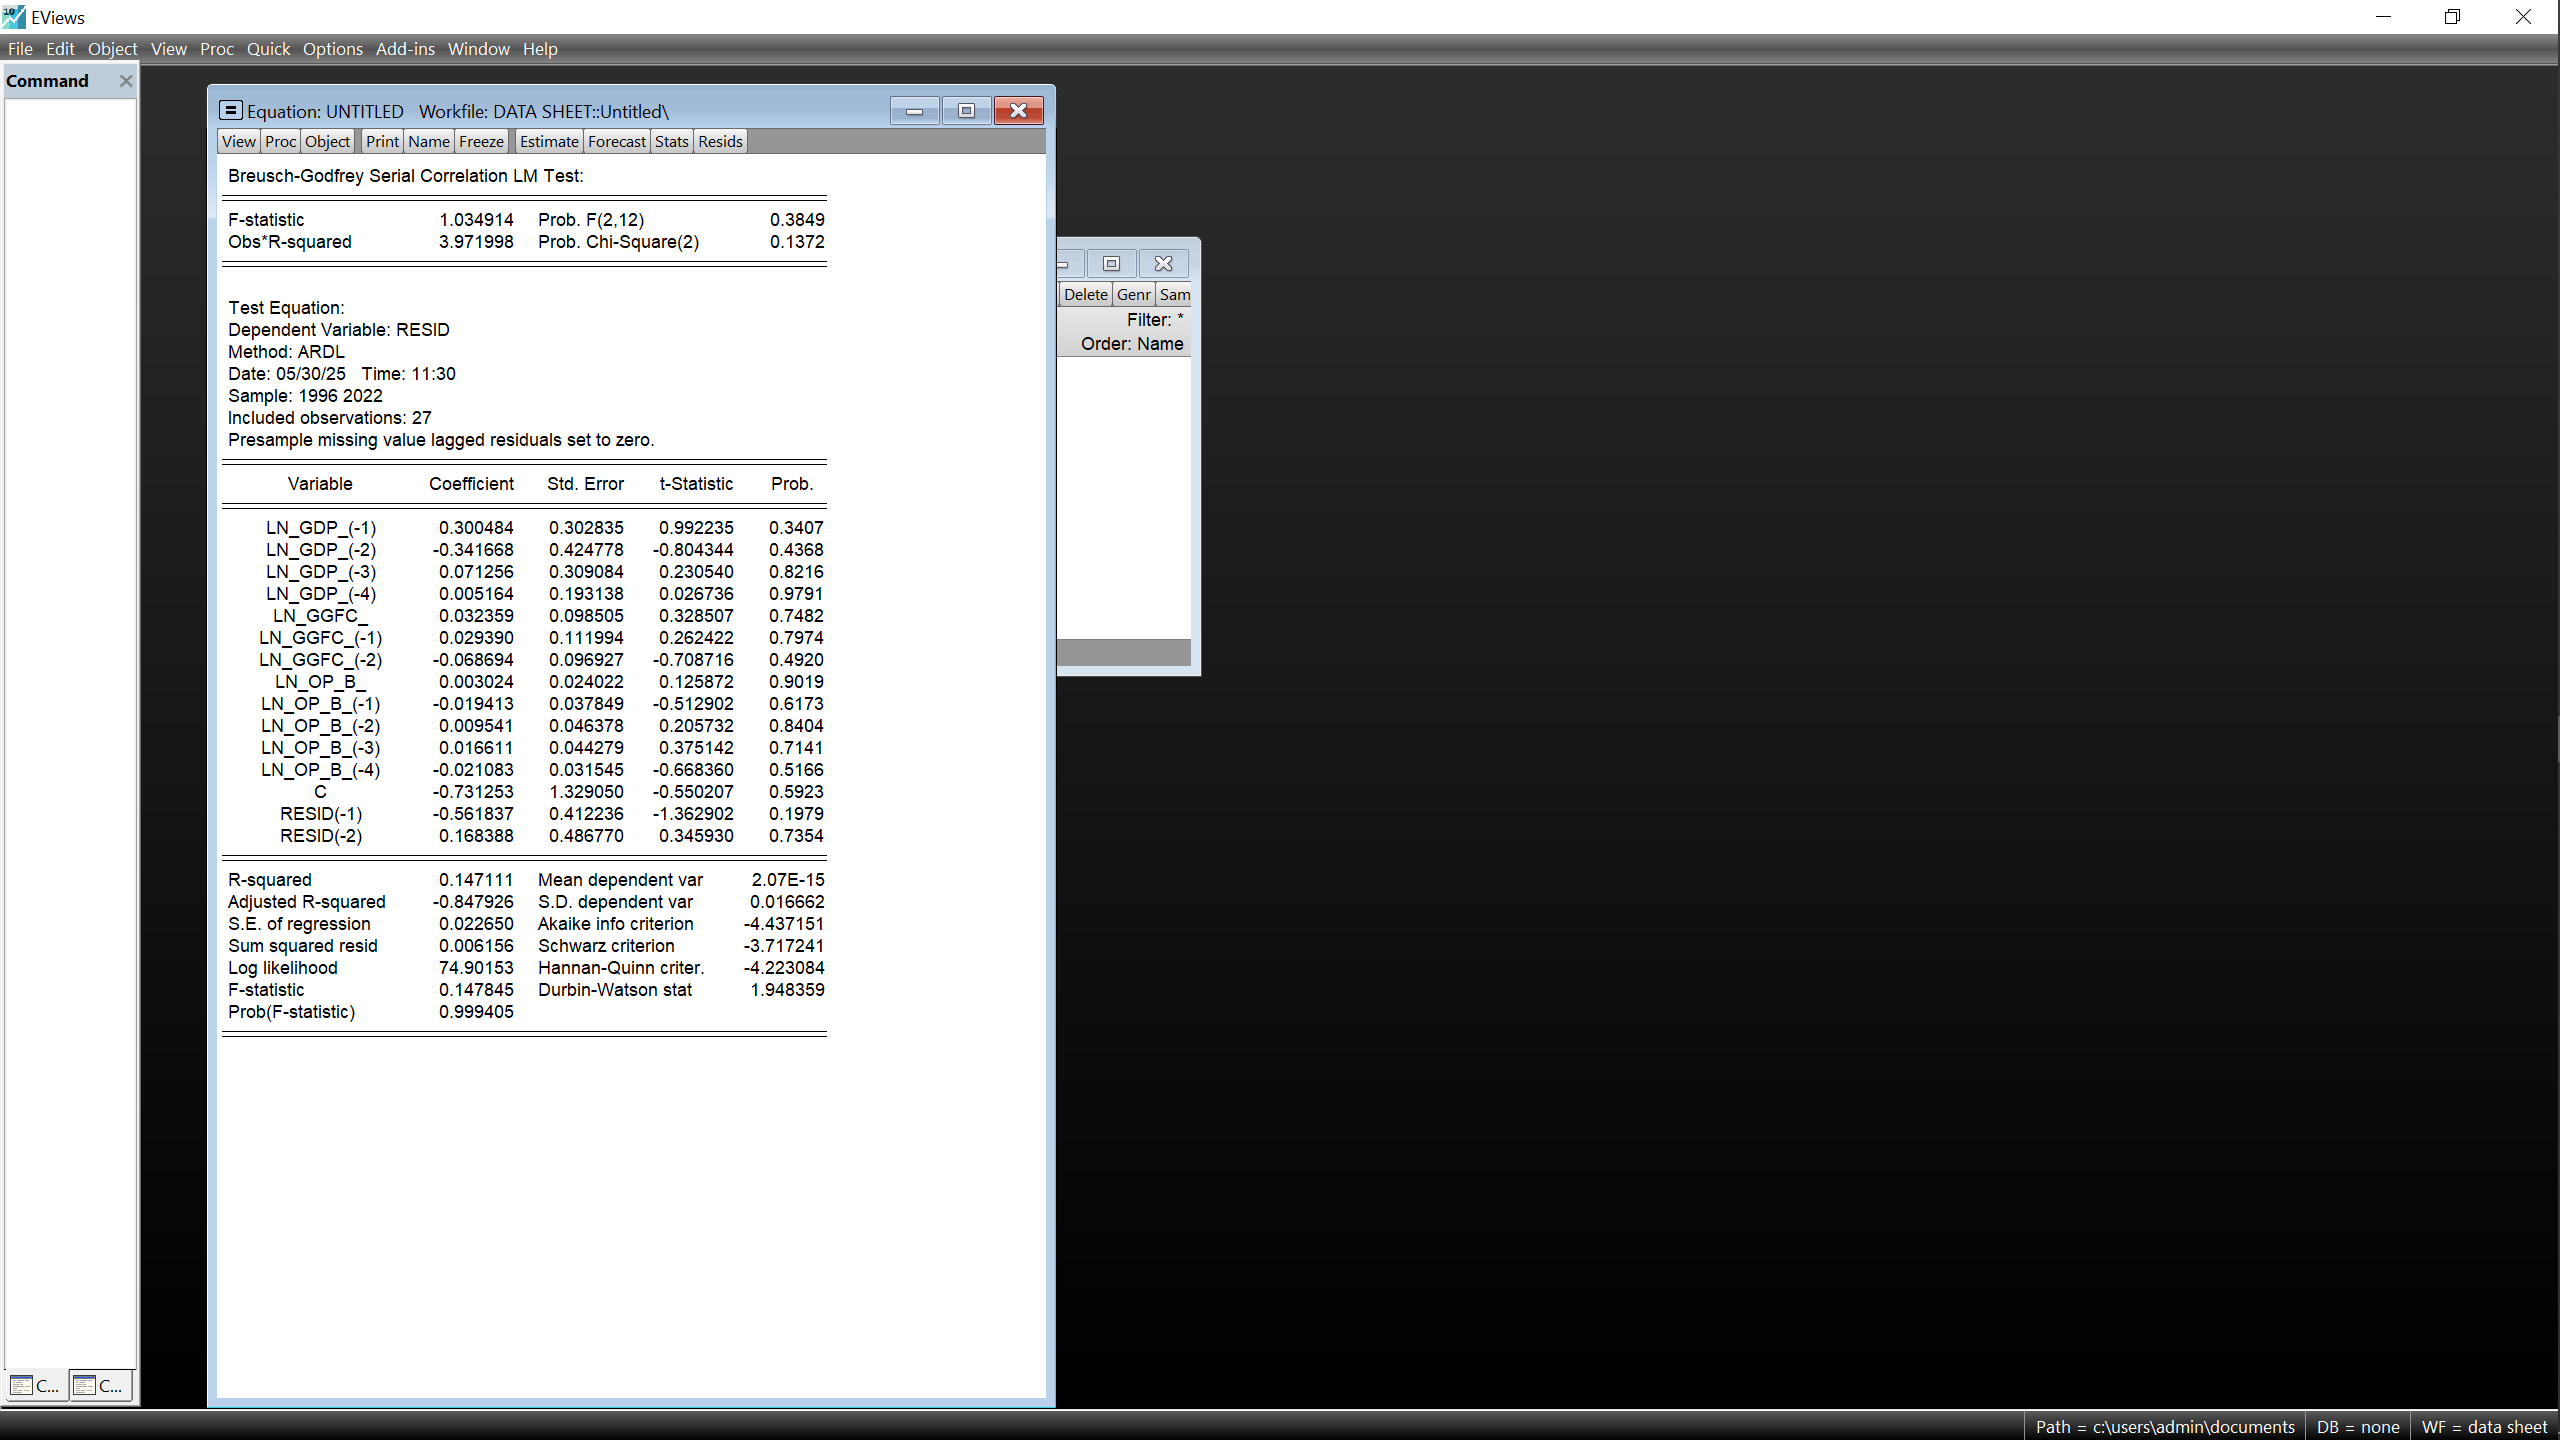 EViews
File Edit Object View Proc Quick Options Add-ins Window Help
Command
Equation: UNTITLED Workfile: DATA SHEET::Untitled\
View Proc Object Print Name Freeze Estimate Forecast Stats Resids
Breusch-Godfrey Serial Correlation LM Test:
F-statistic 1.034914 Prob. F(2,12) 0.3849
Obs*R-squared 3.971998 Prob. Chi-Square(2) 0.1372
Test Equation:
Dependent Variable: RESID
Method: ARDL
Date: 05/30/25 Time: 11:30
Sample: 1996 2022
Included observations: 27
Presample missing value lagged residuals set to zero.
Variable Coefficient Std. Error t-Statistic Prob.
LN_GDP_(-1) 0.300484 0.302835 0.992235 0.3407
LN_GDP_(-2) -0.341668 0.424778 -0.804344 0.4368
LN_GDP_(-3) 0.071256 0.309084 0.230540 0.8216
LN_GDP_(-4) 0.005164 0.193138 0.026736 0.9791
LN_GGFC_ 0.032359 0.098505 0.328507 0.7482
LN_GGFC_(-1) 0.029390 0.111994 0.262422 0.7974
LN_GGFC_(-2) -0.068694 0.096927 -0.708716 0.4920
LN_OP_B_ 0.003024 0.024022 0.125872 0.9019
LN_OP_B_(-1) -0.019413 0.037849 -0.512902 0.6173
LN_OP_B_(-2) 0.009541 0.046378 0.205732 0.8404
LN_OP_B_(-3) 0.016611 0.044279 0.375142 0.7141
LN_OP_B_(-4) -0.021083 0.031545 -0.668360 0.5166
C -0.731253 1.329050 -0.550207 0.5923
RESID(-1) -0.561837 0.412236 -1.362902 0.1979
RESID(-2) 0.168388 0.486770 0.345930 0.7354
R-squared 0.147111 Mean dependent var 2.07E-15
Adjusted R-squared -0.847926 S.D. dependent var 0.016662
S.E. of regression 0.022650 Akaike info criterion -4.437151
Sum squared resid 0.006156 Schwarz criterion -3.717241
Log likelihood 74.90153 Hannan-Quinn criter. -4.223084
F-statistic 0.147845 Durbin-Watson stat 1.948359
Prob(F-statistic) 0.999405
Delete Genr Sam
Filter: *
Order: Name
C... C...
Path = c:\users\admin\documents DB = none WF = data sheet